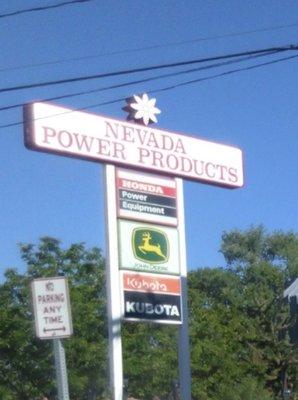 NEVADA
POWER PRODUCTS
HONDA
Power
Equipment
JOHN DEERE
Kubota
KUBOTA
NO
PARKING
ANY
TIME